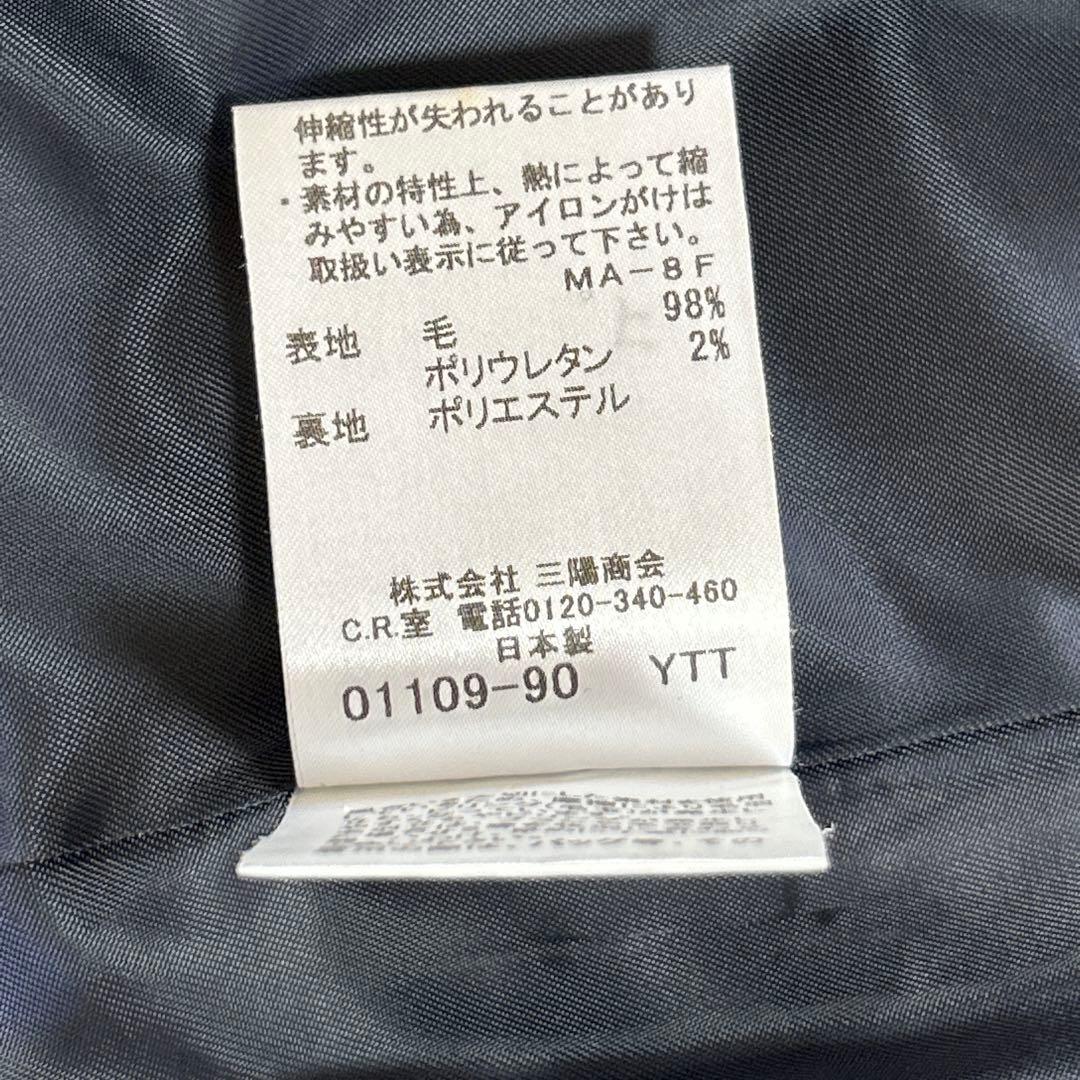 伸縮性が失われることがあり
ます。
・素材の特性上、熱によって縮
みやすい為、アイロンがけは
取扱い表示に従って下さい。
MA-8F
表地 毛 98%
ポリウレタン 2%
裏地 ポリエステル
株式会社 三陽商会
C.R.室 電話0120-340-460
日本製
01109-90 YTT